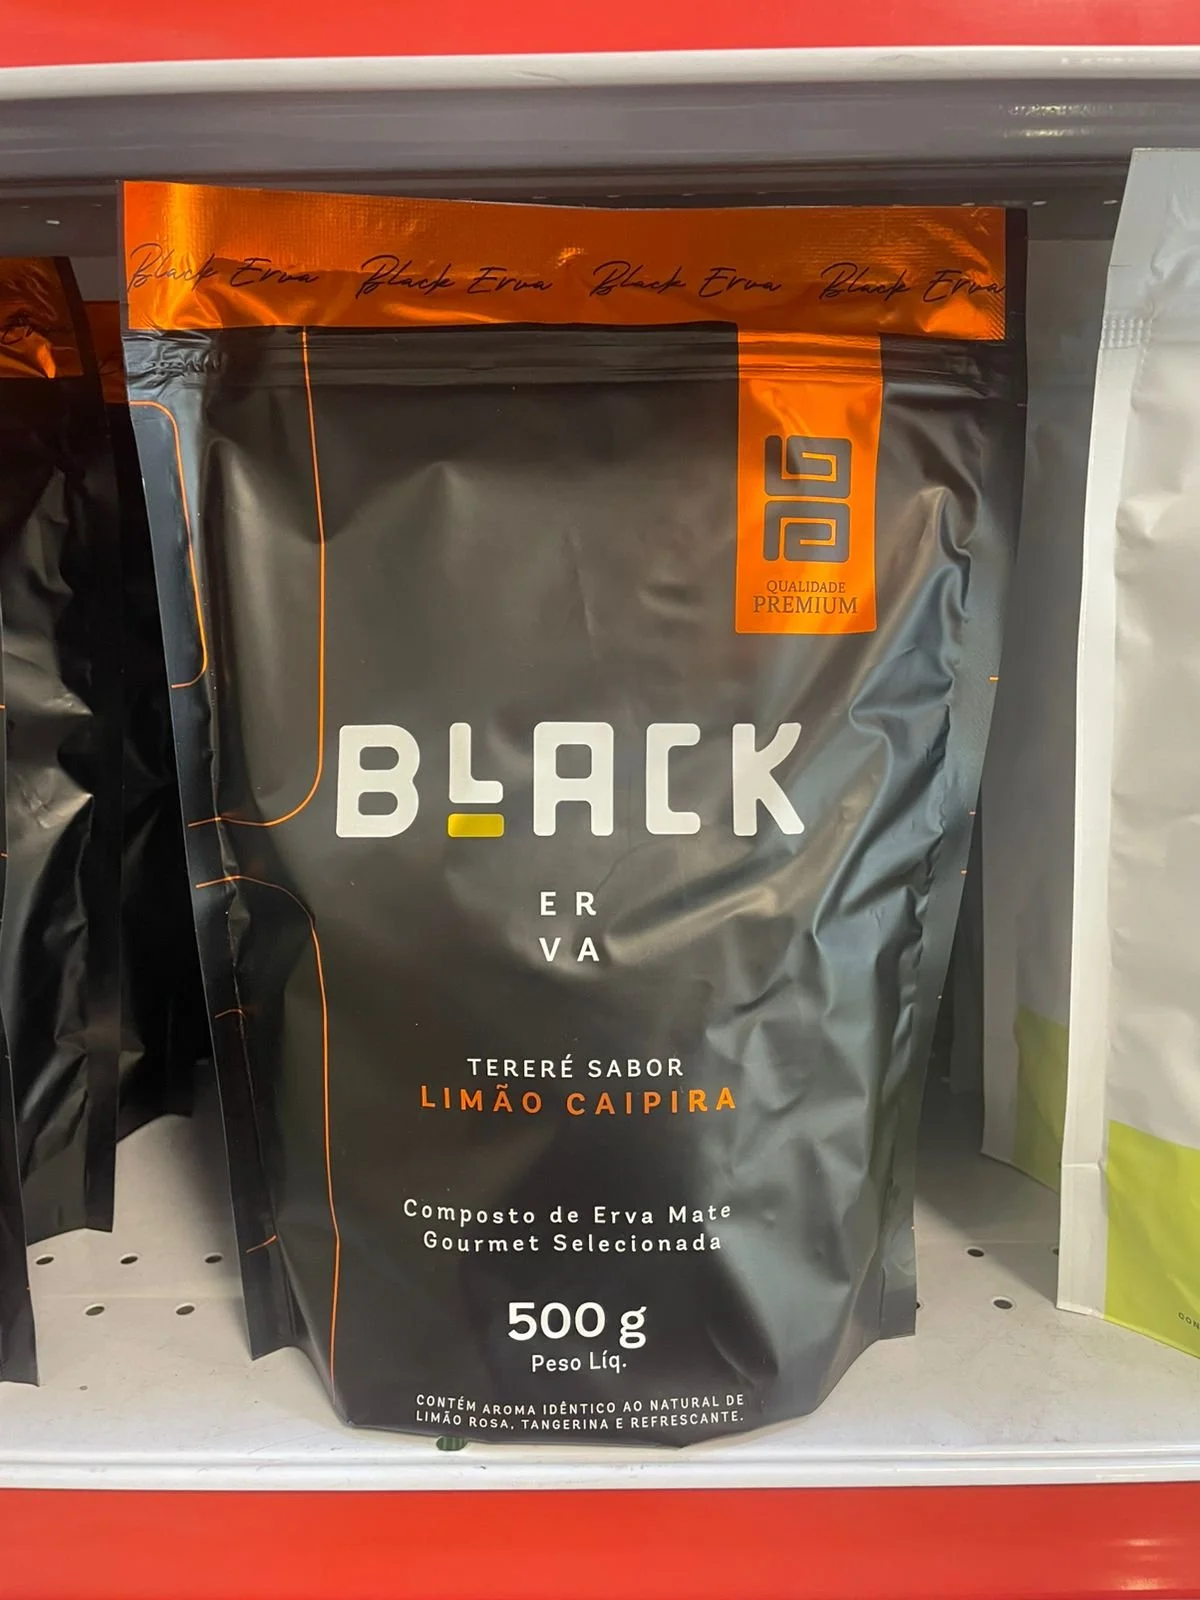 Black Erva Black Erva Black Erva Black Erva
QUALIDADE
PREMIUM
BLACK
ER
VA
TERERÉ SABOR
LIMÃO CAIPIRA
Composto de Erva Mate
Gourmet Selecionada
500 g
Peso Líq.
CONTÉM AROMA IDÊNTICO AO NATURAL DE
LIMÃO ROSA, TANGERINA E REFRESCANTE.